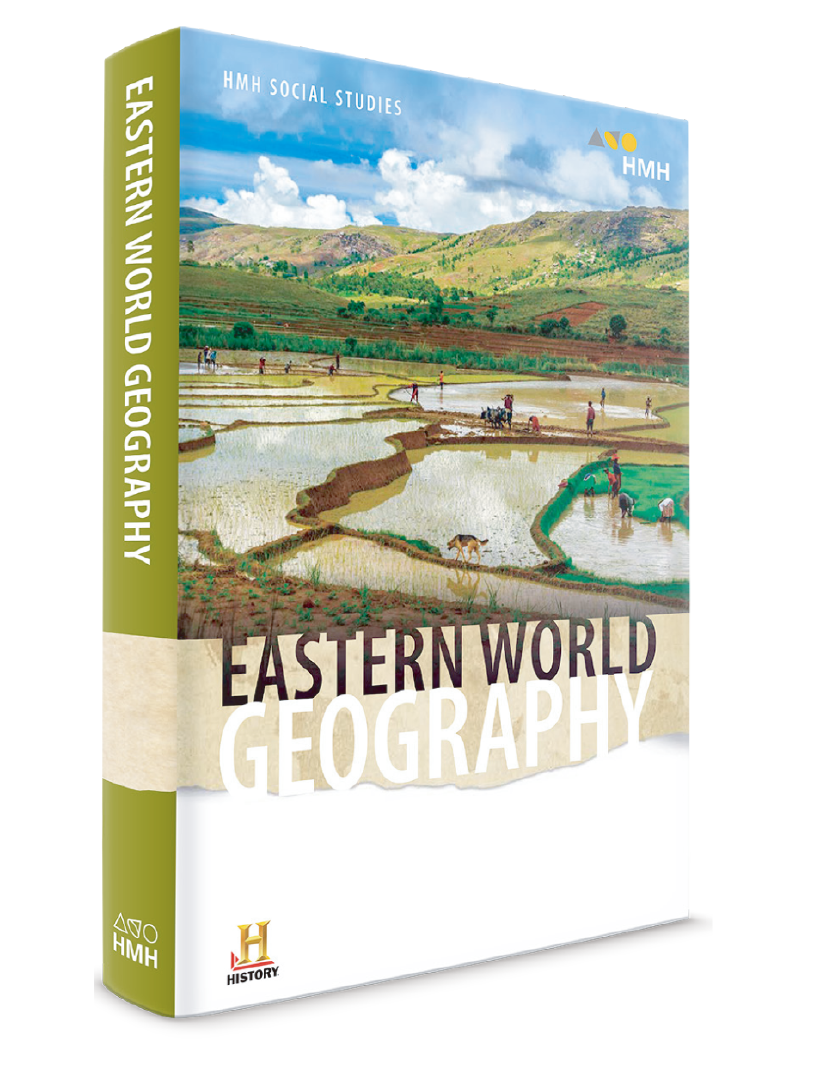 EASTERN WORLD GEOGRAPHY
HMH
HMH SOCIAL STUDIES
HMH
EASTERN WORLD
GEOGRAPHY
H
HISTORY